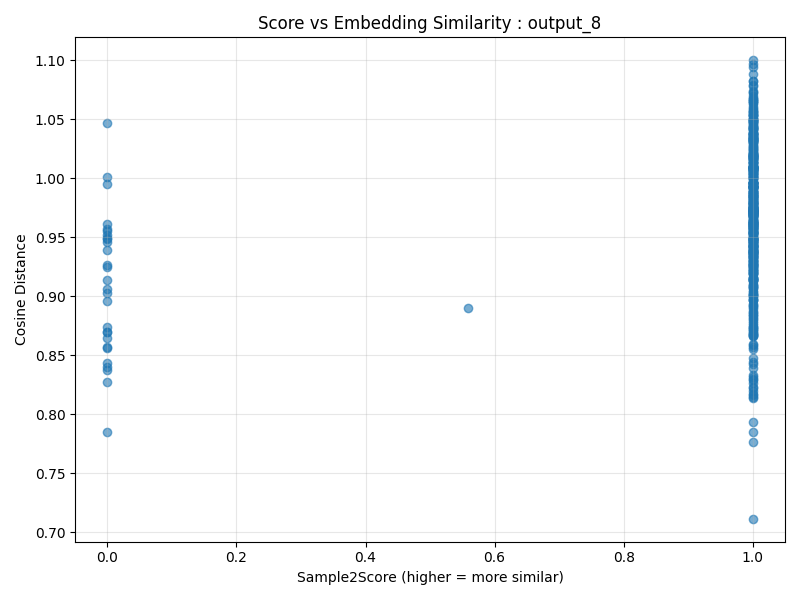 Score vs Embedding Similarity : output_8
Cosine Distance
1.10
1.05
1.00
0.95
0.90
0.85
0.80
0.75
0.70
0.0 0.2 0.4 0.6 0.8 1.0
Sample2Score (higher = more similar)